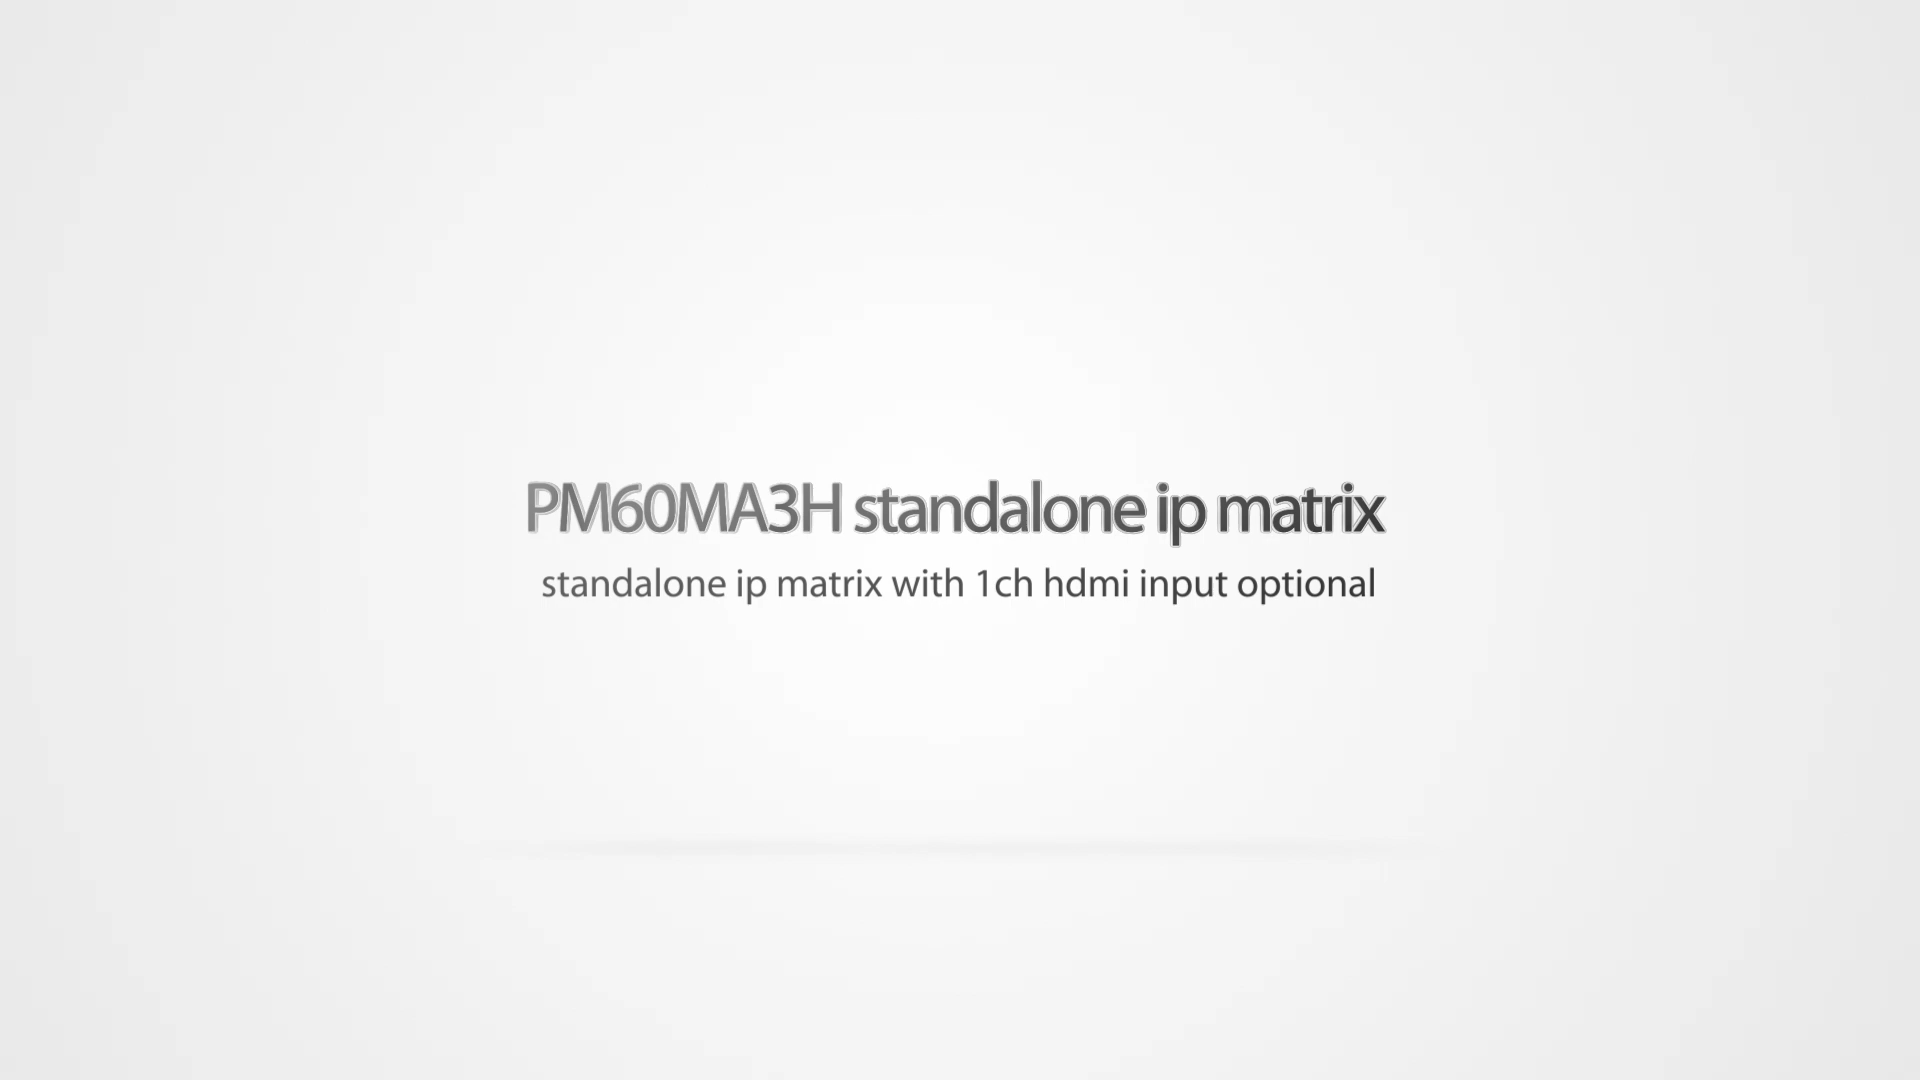 PM60MA3H standalone ip matrix
standalone ip matrix with 1ch hdmi input optional